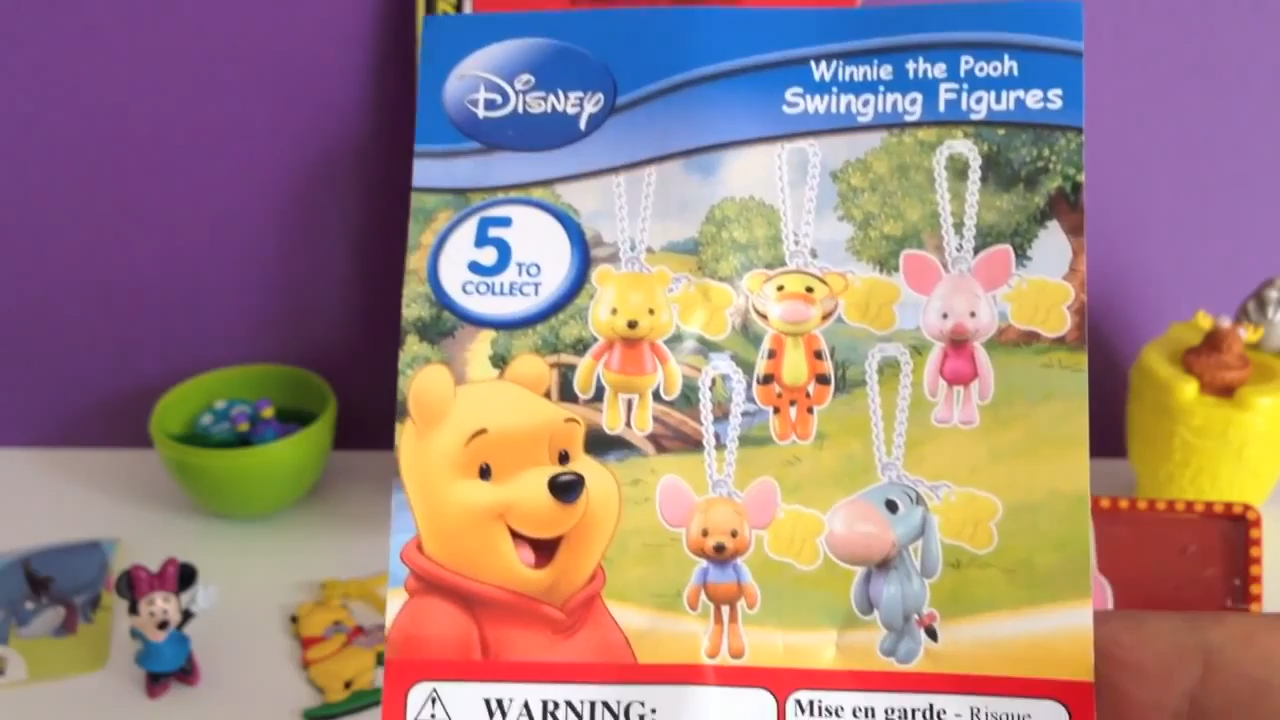 Disney
Winnie the Pooh
Swinging Figures
5 TO
COLLECT
WARNING:
Mise en garde - Risque